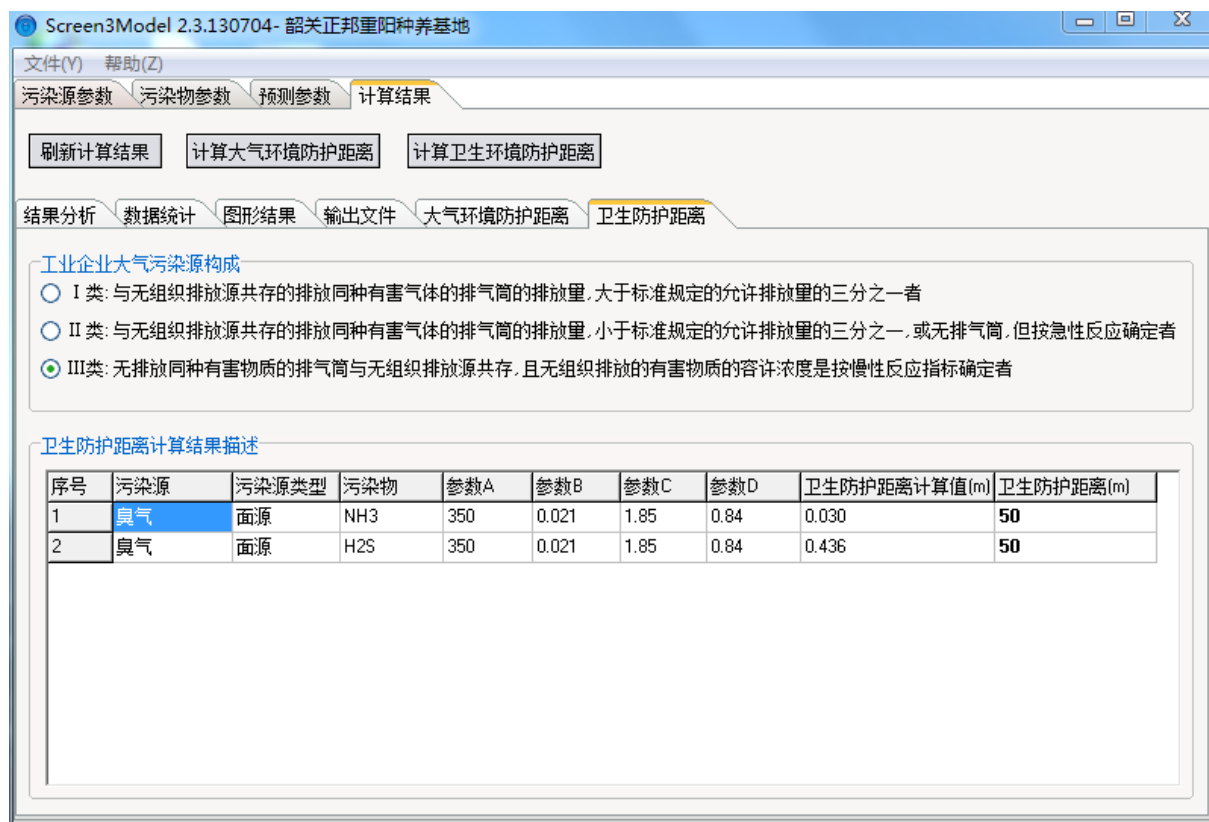 Screen3Model 2.3.130704- 韶关正邦重阳种养基地
文件(Y) 帮助(Z)
污染源参数 污染物参数 预测参数 计算结果
刷新计算结果 计算大气环境防护距离 计算卫生环境防护距离
结果分析 数据统计 图形结果 输出文件 大气环境防护距离 卫生防护距离
工业企业大气污染源构成
I 类: 与无组织排放源共存的排放同种有害气体的排气筒的排放量,大于标准规定的允许排放量的三分之一者
II 类: 与无组织排放源共存的排放同种有害气体的排气筒的排放量,小于标准规定的允许排放量的三分之一,或无排气筒,但按急性反应确定者
III类: 无排放同种有害物质的排气筒与无组织排放源共存,且无组织排放的有害物质的容许浓度是按慢性反应指标确定者
卫生防护距离计算结果描述
序号 污染源 污染源类型 污染物 参数A 参数B 参数C 参数D 卫生防护距离计算值(m) 卫生防护距离(m)
1 臭气 面源 NH3 350 0.021 1.85 0.84 0.030 50
2 臭气 面源 H2S 350 0.021 1.85 0.84 0.436 50